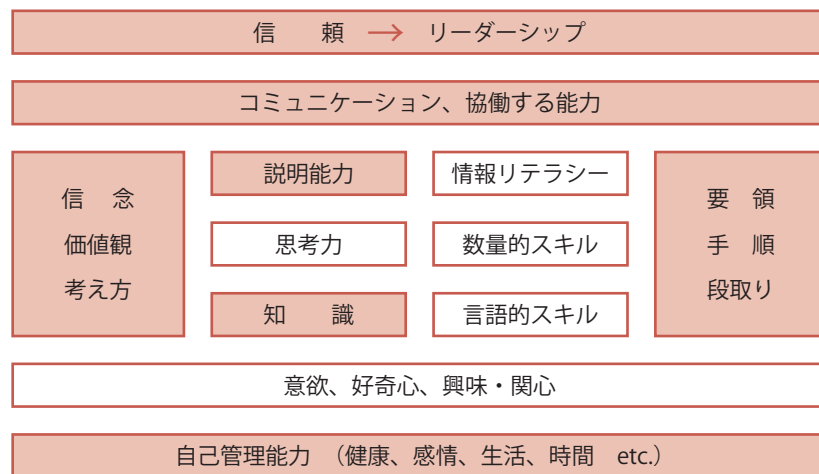 信　頼 → リーダーシップ
コミュニケーション、協働する能力
信　念
価値観
考え方
説明能力
情報リテラシー
思考力
数量的スキル
知　識
言語的スキル
要　領
手　順
段取り
意欲、好奇心、興味・関心
自己管理能力　（健康、感情、生活、時間　etc.）